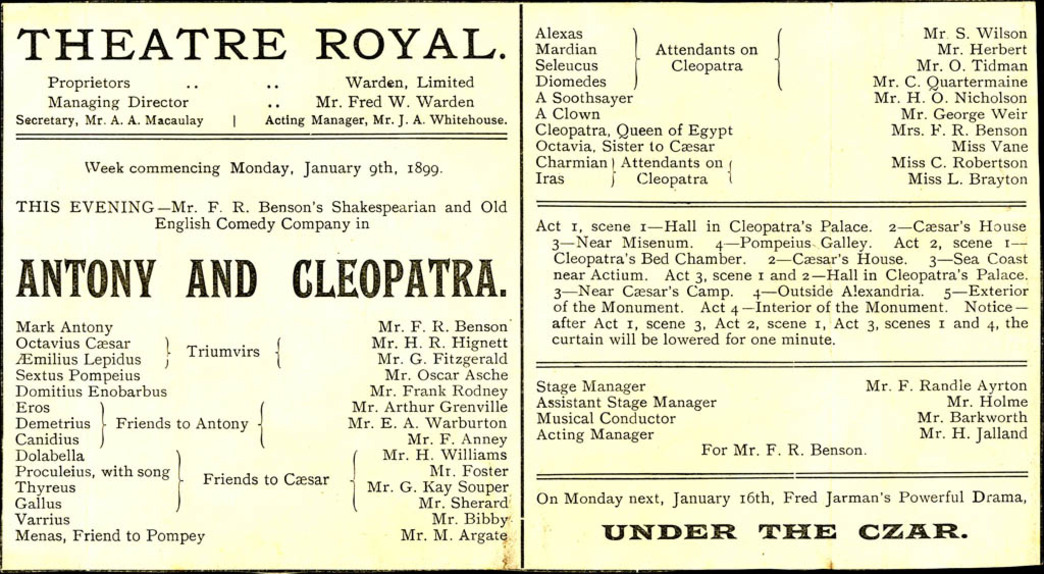 THEATRE ROYAL.
Proprietors .. .. Warden, Limited
Managing Director .. Mr. Fred W. Warden
Secretary, Mr. A. A. Macaulay | Acting Manager, Mr. J. A. Whitehouse.
Week commencing Monday, January 9th, 1899.
THIS EVENING—Mr. F. R. Benson's Shakespearian and Old
English Comedy Company in
ANTONY AND CLEOPATRA.
Mark Antony Mr. F. R. Benson
Octavius Cæsar Mr. H. R. Hignett
Triumvirs
Æmilius Lepidus Mr. G. Fitzgerald
Sextus Pompeius Mr. Oscar Asche
Domitius Enobarbus Mr. Frank Rodney
Eros Mr. Arthur Grenville
Demetrius Friends to Antony Mr. E. A. Warburton
Canidius Mr. F. Anney
Dolabella Mr. H. Williams
Proculeius, with song Mr. Foster
Friends to Cæsar
Thyreus Mr. G. Kay Souper
Gallus Mr. Sherard
Varrius Mr. Bibby
Menas, Friend to Pompey Mr. M. Argate
Alexas Mr. S. Wilson
Mardian Attendants on Mr. Herbert
Seleucus Cleopatra Mr. O. Tidman
Diomedes Mr. C. Quartermaine
A Soothsayer Mr. H. O. Nicholson
A Clown Mr. George Weir
Cleopatra, Queen of Egypt Mrs. F. R. Benson
Octavia, Sister to Cæsar Miss Vane
Charmian Attendants on Miss C. Robertson
Iras Cleopatra Miss L. Brayton
Act 1, scene 1—Hall in Cleopatra's Palace. 2—Cæsar's House
3—Near Misenum. 4—Pompeius Galley. Act 2, scene 1—
Cleopatra's Bed Chamber. 2—Cæsar's House. 3—Sea Coast
near Actium. Act 3, scene 1 and 2—Hall in Cleopatra's Palace.
3—Near Cæsar's Camp. 4—Outside Alexandria. 5—Exterior
of the Monument. Act 4—Interior of the Monument. Notice—
after Act 1, scene 3, Act 2, scene 1, Act 3, scenes 1 and 4, the
curtain will be lowered for one minute.
Stage Manager Mr. F. Randle Ayrton
Assistant Stage Manager Mr. Holme
Musical Conductor Mr. Barkworth
Acting Manager Mr. H. Jalland
For Mr. F. R. Benson.
On Monday next, January 16th, Fred Jarman's Powerful Drama,
UNDER THE CZAR.